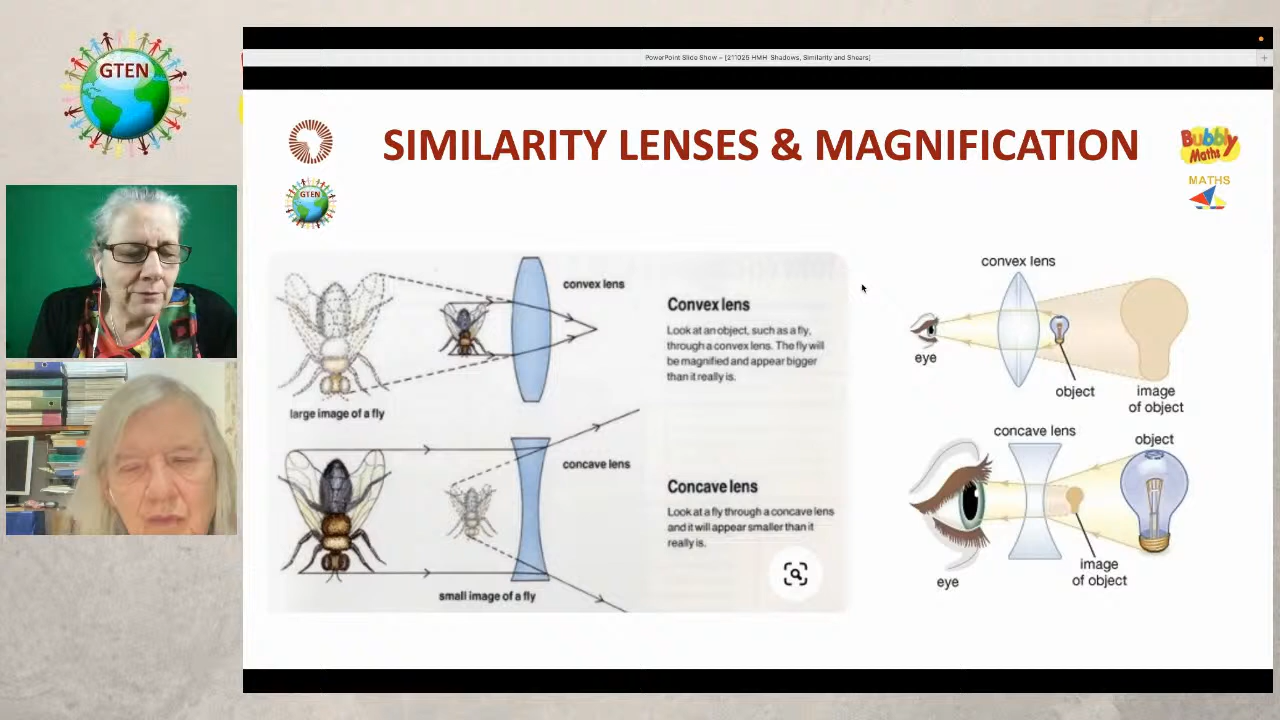 GTEN
PowerPoint Slide Show – [211026 HMH Shadows, Similarity and Shears]
SIMILARITY LENSES & MAGNIFICATION
GTEN
Bubbly
Maths
MATHS
convex lens
large image of a fly
Convex lens
Look at an object, such as a fly,
through a convex lens. The fly will
be magnified and appear bigger
than it really is.
concave lens
small image of a fly
Concave lens
Look at a fly through a concave lens
and it will appear smaller than it
really is.
convex lens
eye
object
image
of object
concave lens
object
eye
image
of object